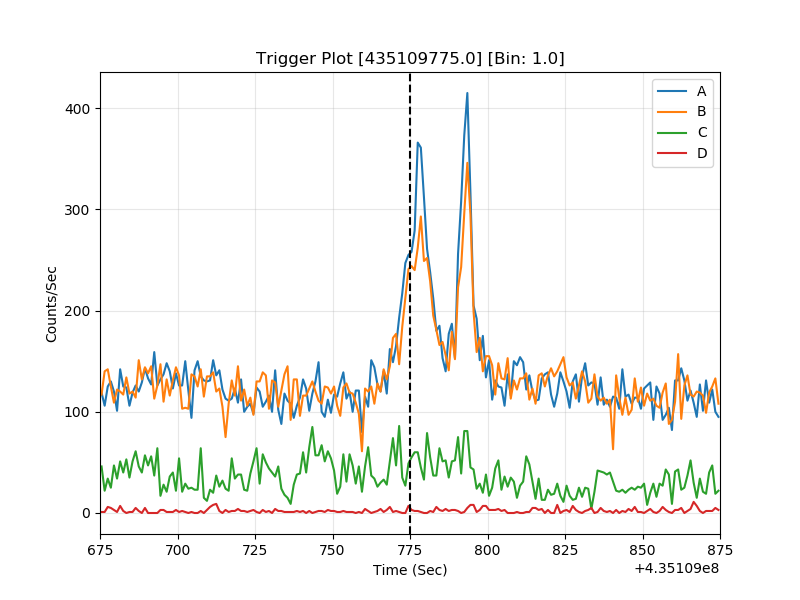 Trigger Plot [435109775.0] [Bin: 1.0]
A
B
C
D
400
300
200
100
0
Counts/Sec
675 700 725 750 775 800 825 850 875
Time (Sec)
+4.35109e8